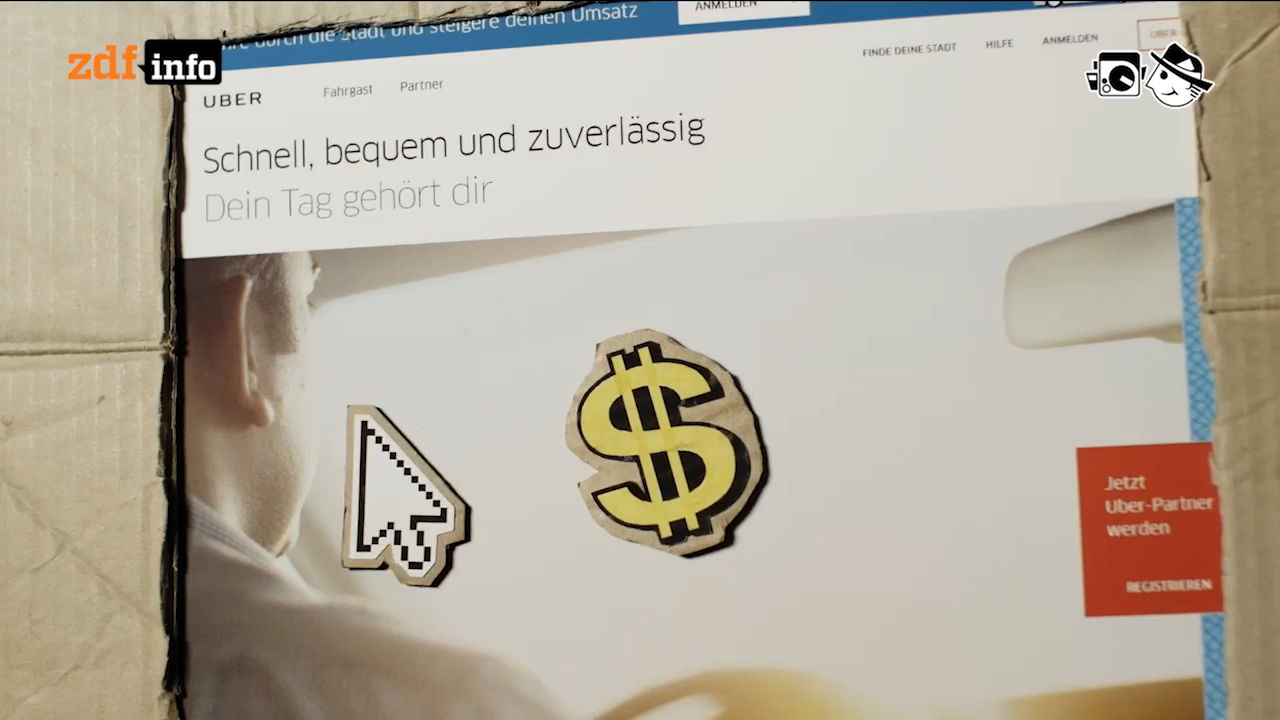 durch die Stadt und steigere deinen Umsatz
ANMELDEN
zdf info
FINDE DEINE STADT
HILFE
ANMELDEN
UBER
UBER
Fahrgast
Partner
Schnell, bequem und zuverlässig
Dein Tag gehört dir
$
Jetzt
Uber-Partner
werden
REGISTRIEREN